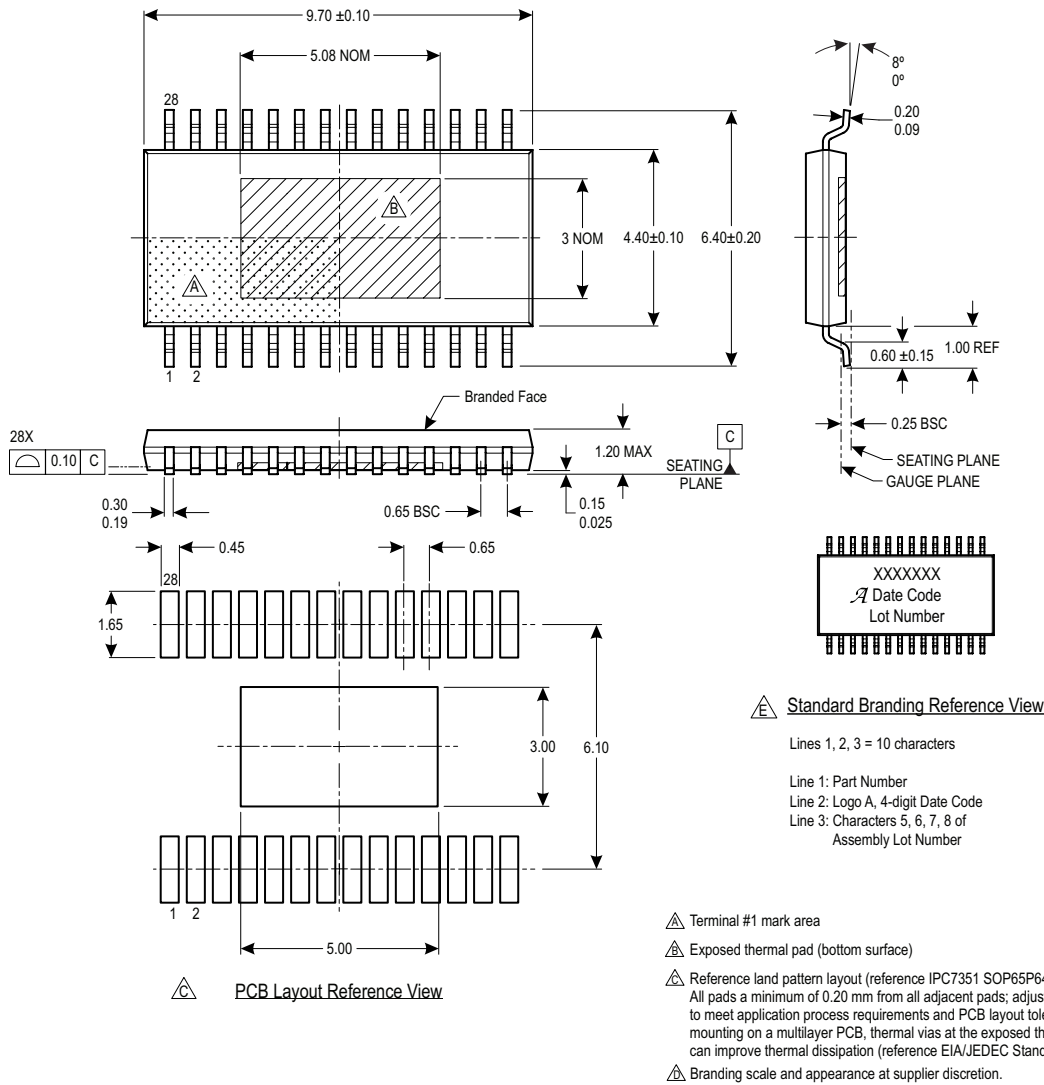 9.70 ±0.10
5.08 NOM
8º
0º
28
0.20
0.09
B
3 NOM
4.40±0.10
6.40±0.20
A
1 2
0.60 ±0.15
1.00 REF
Branded Face
28X
0.10 C
1.20 MAX
C
SEATING
PLANE
0.25 BSC
SEATING PLANE
GAUGE PLANE
0.30
0.19
0.65 BSC
0.15
0.025
0.45
0.65
28
1.65
XXXXXXX
A Date Code
Lot Number
3.00
6.10
E Standard Branding Reference View
Lines 1, 2, 3 = 10 characters
Line 1: Part Number
Line 2: Logo A, 4-digit Date Code
Line 3: Characters 5, 6, 7, 8 of
Assembly Lot Number
1 2
5.00
C PCB Layout Reference View
A Terminal #1 mark area
B Exposed thermal pad (bottom surface)
C Reference land pattern layout (reference IPC7351 SOP65P64
All pads a minimum of 0.20 mm from all adjacent pads; adjus
to meet application process requirements and PCB layout tole
mounting on a multilayer PCB, thermal vias at the exposed th
can improve thermal dissipation (reference EIA/JEDEC Stand
D Branding scale and appearance at supplier discretion.